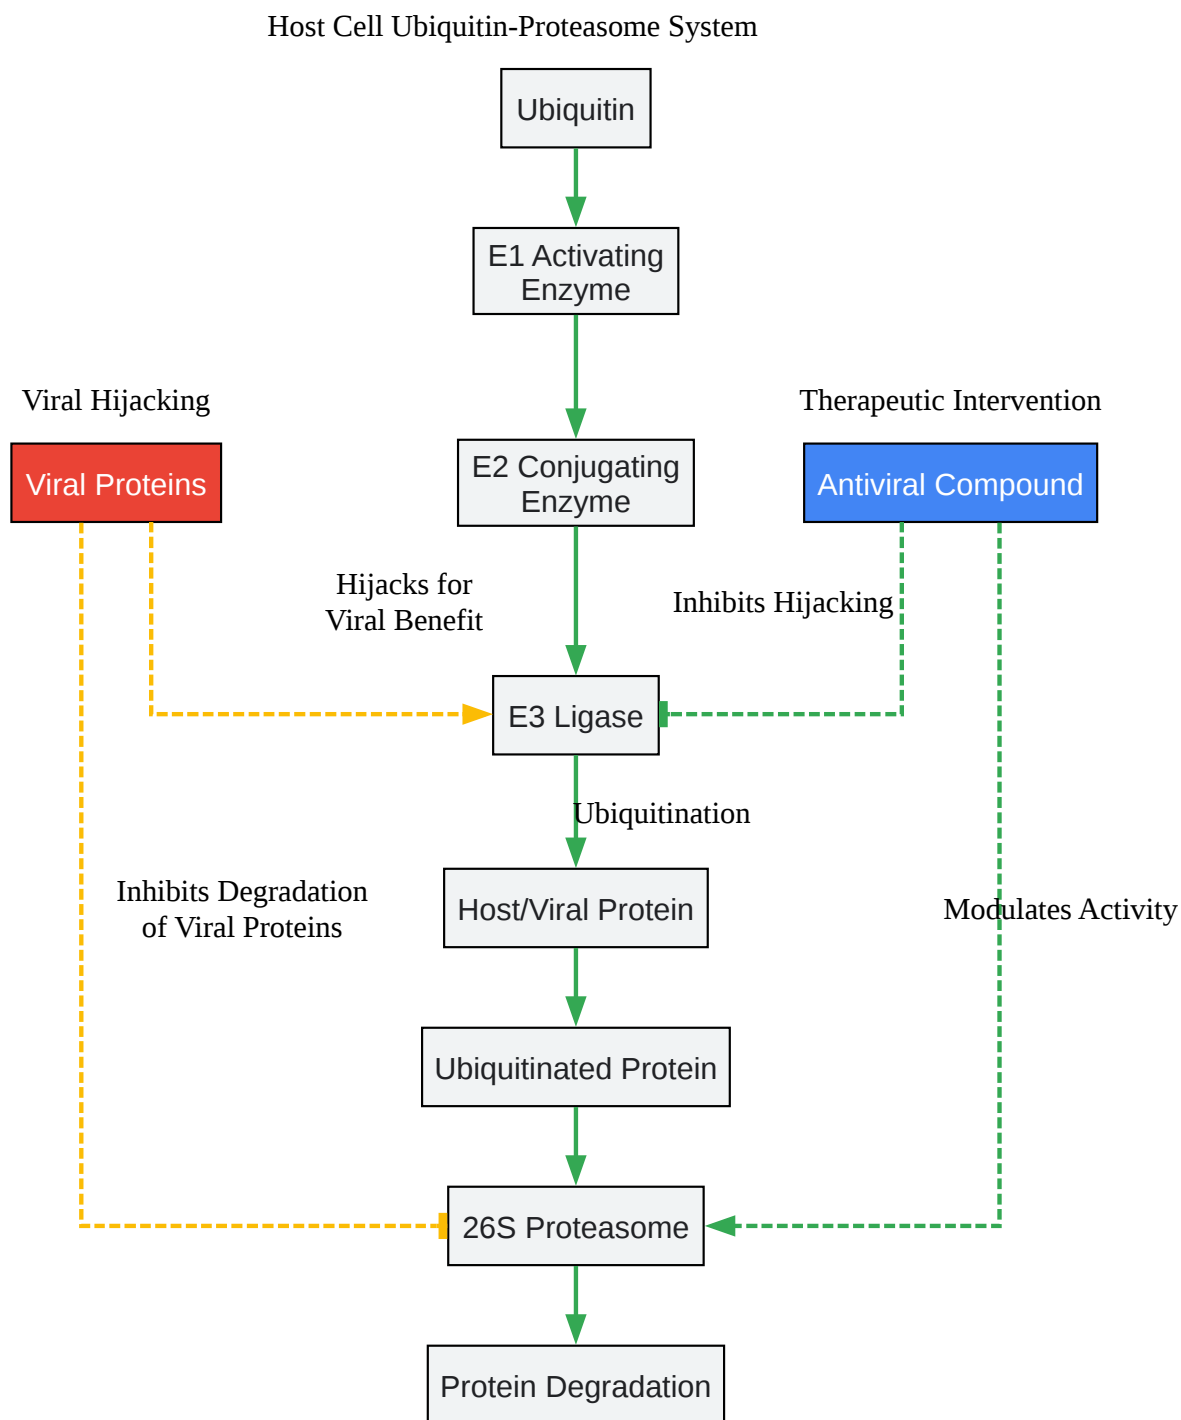 Host Cell Ubiquitin-Proteasome System
Ubiquitin
E1 Activating
Enzyme
Viral Hijacking
Therapeutic Intervention
Viral Proteins
E2 Conjugating
Enzyme
Antiviral Compound
Hijacks for
Viral Benefit
Inhibits Hijacking
E3 Ligase
Ubiquitination
Inhibits Degradation
of Viral Proteins
Host/Viral Protein
Modulates Activity
Ubiquitinated Protein
26S Proteasome
Protein Degradation